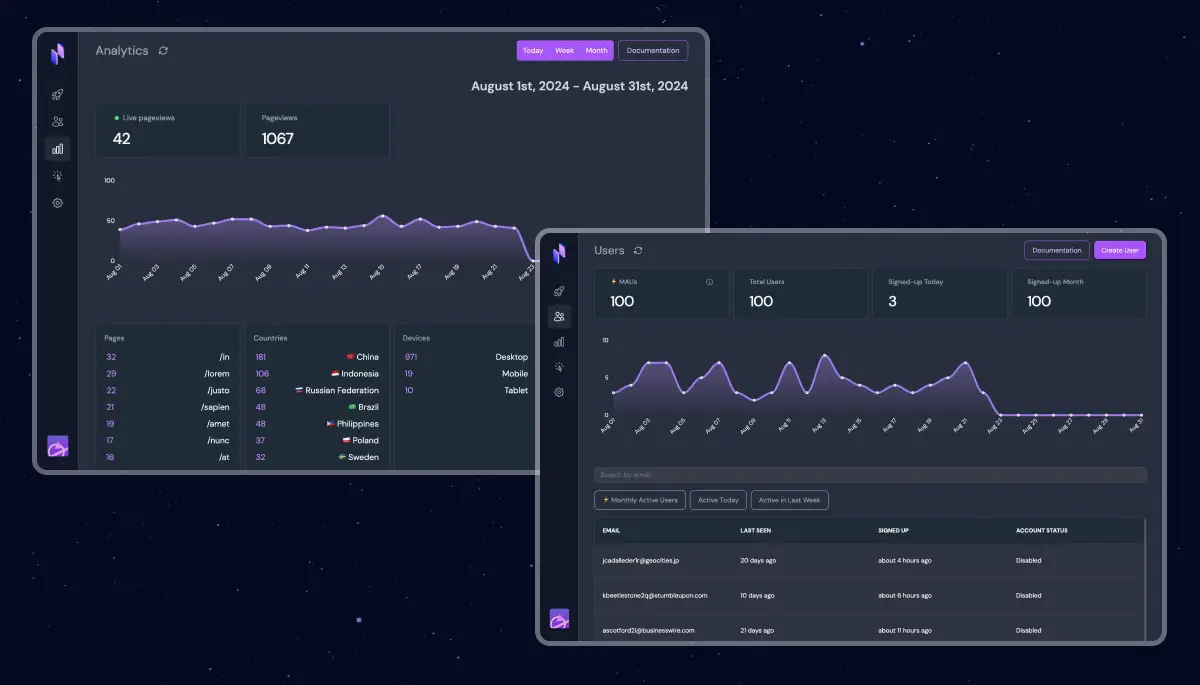 Analytics
Today Week Month Documentation
August 1st, 2024 - August 31st, 2024
Live pageviews
42
Pageviews
1067
100
50
0
Aug 01 Aug 03 Aug 05 Aug 07 Aug 09 Aug 11 Aug 13 Aug 15 Aug 17 Aug 19 Aug 21 Aug 23
Pages
32 /in
29 /lorem
22 /justo
21 /sapien
19 /amet
17 /nunc
16 /at
Countries
181 🇨🇳 China
106 🇮🇩 Indonesia
68 🇷🇺 Russian Federation
48 🇧🇷 Brazil
48 🇵🇭 Philippines
37 🇵🇱 Poland
32 Sweden
Devices
971 Desktop
19 Mobile
10 Tablet
Users
Documentation Create User
⚡ MAUs
100
Total Users
100
Signed-up Today
3
Signed-up Month
100
10
5
0
Aug 01 Aug 03 Aug 05 Aug 07 Aug 09 Aug 11 Aug 13 Aug 15 Aug 17 Aug 19 Aug 21 Aug 23 Aug 25 Aug 27 Aug 29 Aug 31
Search by email...
⚡ Monthly Active Users Active Today Active in Last Week
EMAIL LAST SEEN SIGNED UP ACCOUNT STATUS
jcadalleder1r@geocities.jp 20 days ago about 4 hours ago Disabled
kbeetlestone2q@stumbleupon.com 10 days ago about 6 hours ago Disabled
ascotford2l@businesswire.com 21 days ago about 11 hours ago Disabled